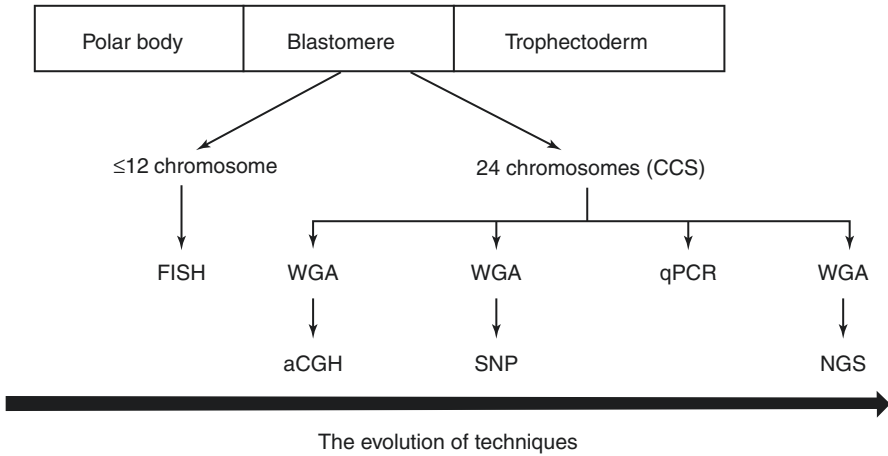 Polar body Blastomere Trophectoderm
≤12 chromosome 24 chromosomes (CCS)
FISH WGA WGA qPCR WGA
aCGH SNP NGS
The evolution of techniques